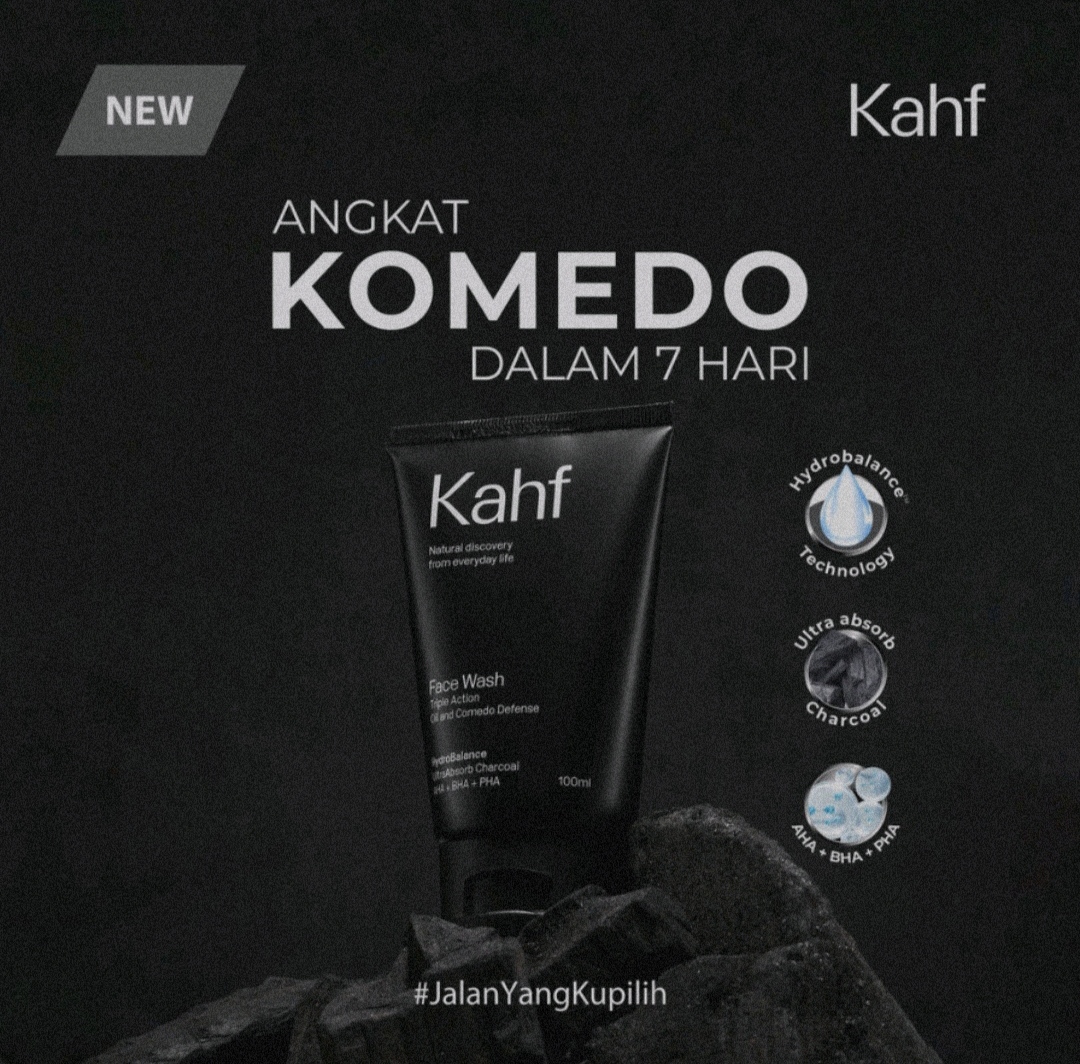 NEW
Kahf
ANGKAT
KOMEDO
DALAM 7 HARI
Kahf
Natural discovery
from everyday life
Face Wash
Triple Action
Oil and Comedo Defense
HydroBalance
UltraAbsorb Charcoal
AHA + BHA + PHA
100ml
Hydrobalance™
Technology
Ultra absorb
Charcoal
AHA + BHA + PHA
#JalanYangKupilih